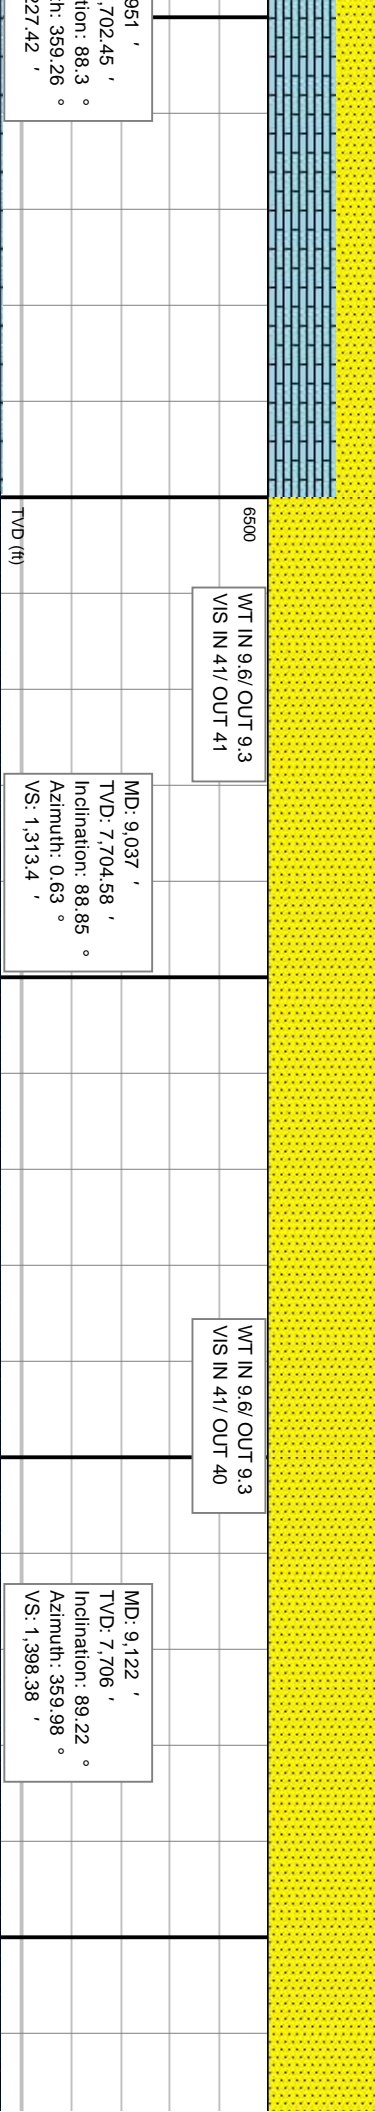 951 '
,702.45 '
tion: 88.3 °
h: 359.26 °
227.42 '
6500
TVD (ft)
WT IN 9.6/ OUT 9.3
VIS IN 41/ OUT 41
MD: 9,037 '
TVD: 7,704.58 '
Inclination: 88.85 °
Azimuth: 0.63 °
VS: 1,313.4 '
WT IN 9.6/ OUT 9.3
VIS IN 41/ OUT 40
MD: 9,122 '
TVD: 7,706 '
Inclination: 89.22 °
Azimuth: 359.98 °
VS: 1,398.38 '